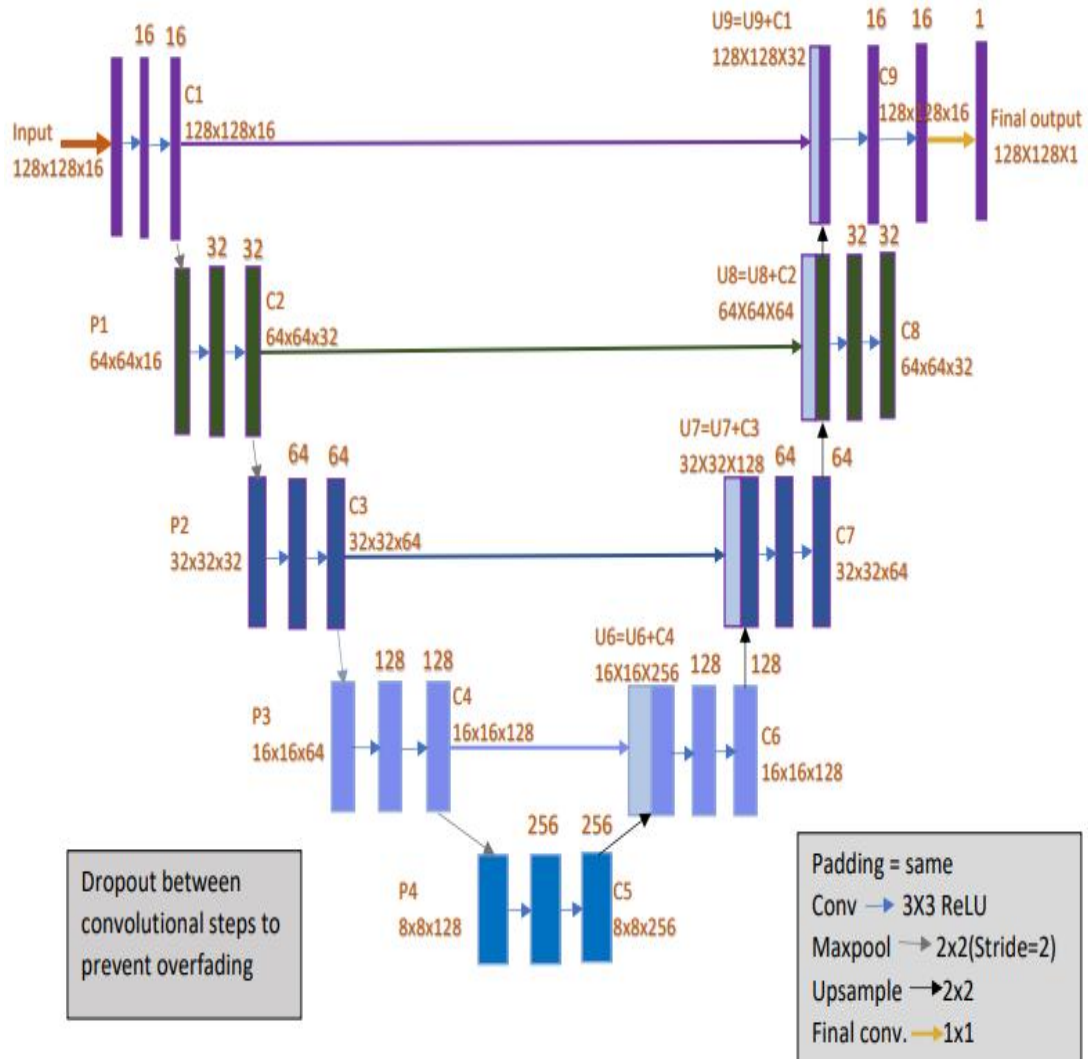 16 16
U9=U9+C1
128X128X32
16 16 1
C1
128x128x16
C9
128x128x16
Input
128x128x16
Final output
128X128X1
32 32
U8=U8+C2
64X64X64
32 32
P1
64x64x16
C2
64x64x32
C8
64x64x32
64 64
U7=U7+C3
32X32X128
64 64
P2
32x32x32
C3
32x32x64
C7
32x32x64
128 128
U6=U6+C4
16X16X256
128 128
P3
16x16x64
C4
16x16x128
C6
16x16x128
256 256
P4
8x8x128
C5
8x8x256
Dropout between
convolutional steps to
prevent overfading
Padding = same
Conv 3X3 ReLU
Maxpool 2x2(Stride=2)
Upsample 2x2
Final conv. 1x1